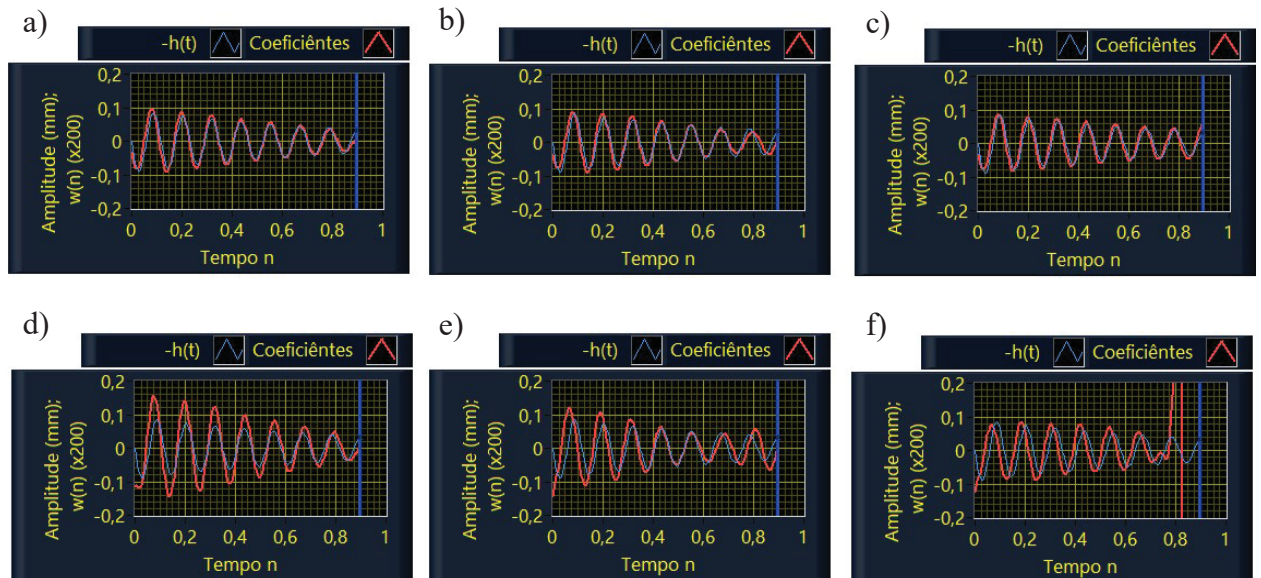 a)
-h(t) Coeficiêntes
Amplitude (mm);
w(n) (x200)
0,2
0,1
0
-0,1
-0,2
0 0,2 0,4 0,6 0,8 1
Tempo n
b)
-h(t) Coeficiêntes
Amplitude (mm);
w(n) (x200)
0,2
0,1
0
-0,1
-0,2
0 0,2 0,4 0,6 0,8 1
Tempo n
c)
-h(t) Coeficiêntes
Amplitude (mm);
w(n) (x200)
0,2
0,1
0
-0,1
-0,2
0 0,2 0,4 0,6 0,8 1
Tempo n
d)
-h(t) Coeficiêntes
Amplitude (mm);
w(n) (x200)
0,2
0,1
0
-0,1
-0,2
0 0,2 0,4 0,6 0,8 1
Tempo n
e)
-h(t) Coeficiêntes
Amplitude (mm);
w(n) (x200)
0,2
0,1
0
-0,1
-0,2
0 0,2 0,4 0,6 0,8 1
Tempo n
f)
-h(t) Coeficiêntes
Amplitude (mm);
w(n) (x200)
0,2
0,1
0
-0,1
-0,2
0 0,2 0,4 0,6 0,8 1
Tempo n